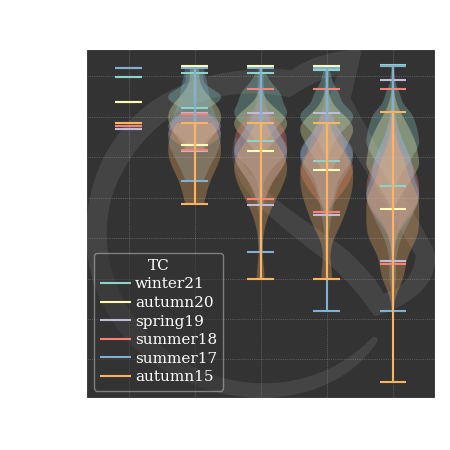 TC
winter21
autumn20
spring19
summer18
summer17
autumn15